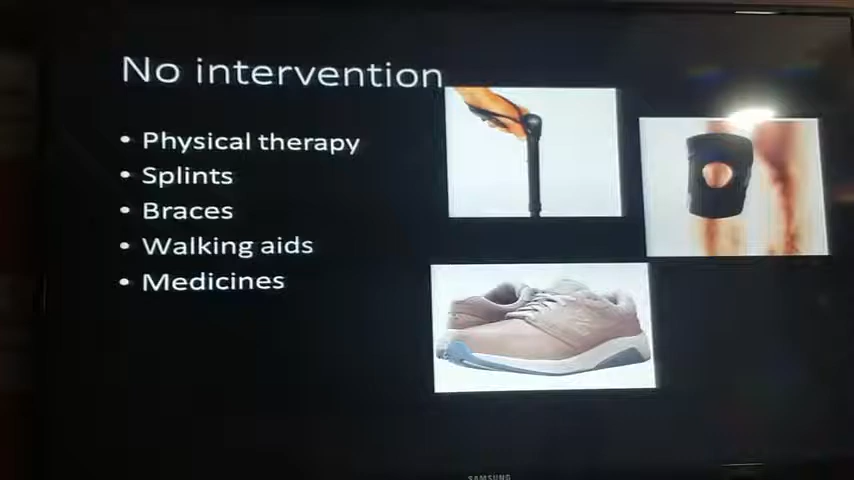 No intervention
• Physical therapy
• Splints
• Braces
• Walking aids
• Medicines
SAMSUNG